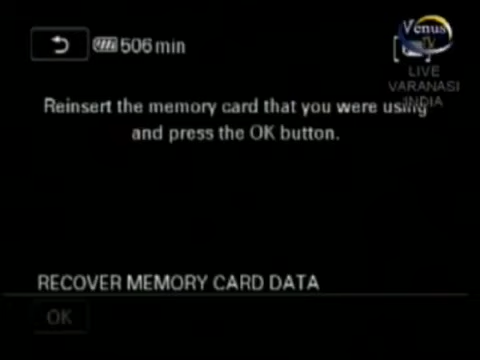 506 min
Venus
TV
LIVE
VARANASI
INDIA
Reinsert the memory card that you were using
and press the OK button.
RECOVER MEMORY CARD DATA
OK